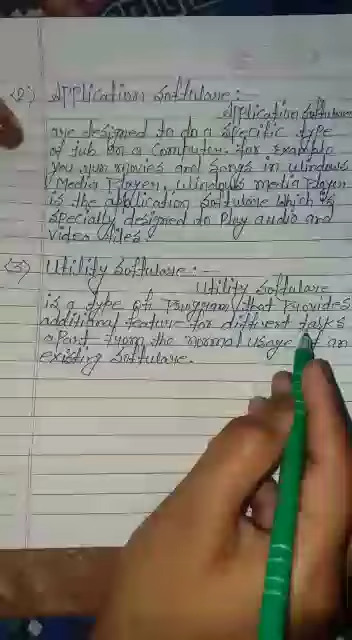 (2) Application Software:-
Application Software
are designed to do a specific type
of job on a computer. for example
you run movies and songs in windows
Media Player, windows media player
is the application software which is
specially designed to play audio and
video files.
(3) Utility Software:-
Utility Software
is a type of Program that Provides
additional feature for differnt tasks
apart from the normal usage of an
existing software.